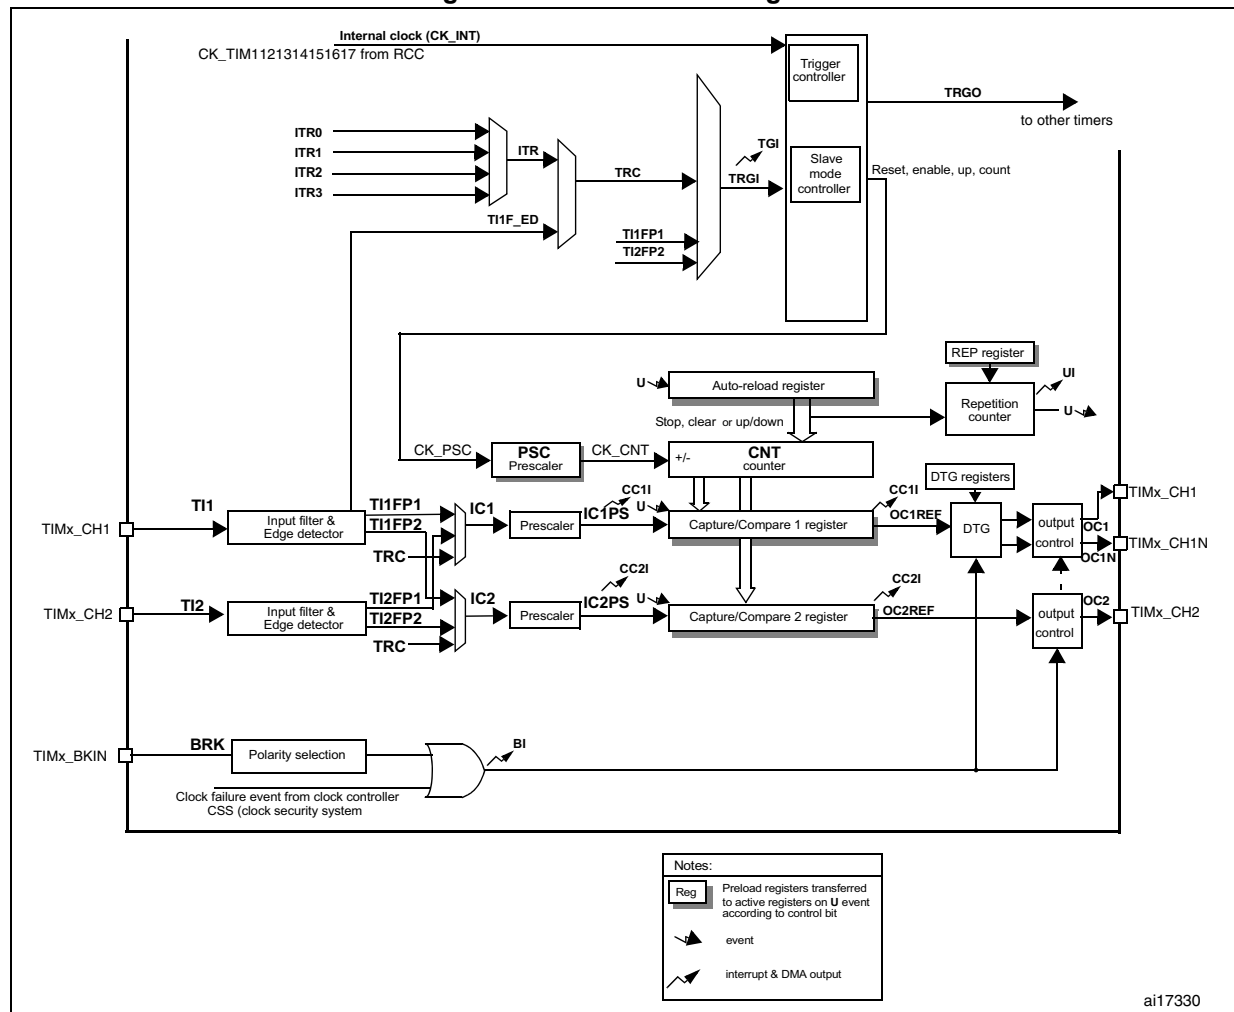 Internal clock (CK_INT)
CK_TIM1121314151617 from RCC
Trigger
controller
TRGO
to other timers
ITR0
ITR1
ITR2
ITR3
ITR
TRC
TI1F_ED
TI1FP1
TI2FP2
TGI
TRGI
Slave
mode
controller
Reset, enable, up, count
REP register
UI
U
Auto-reload register
Repetition
counter
U
Stop, clear or up/down
CK_PSC
PSC
Prescaler
CK_CNT
+/-
CNT
counter
DTG registers
TIMx_CH1
TI1
Input filter &
Edge detector
TI1FP1
TI1FP2
TRC
IC1
Prescaler
CC1I
IC1PS
U
Capture/Compare 1 register
CC1I
OC1REF
DTG
output
control
OC1
OC1N
TIMx_CH1
TIMx_CH1N
TIMx_CH2
TI2
Input filter &
Edge detector
TI2FP1
TI2FP2
TRC
IC2
Prescaler
CC2I
IC2PS
U
Capture/Compare 2 register
CC2I
OC2REF
output
control
OC2
TIMx_CH2
TIMx_BKIN
BRK
Polarity selection
BI
Clock failure event from clock controller
CSS (clock security system
Notes:
Reg
Preload registers transferred
to active registers on U event
according to control bit
event
interrupt & DMA output
ai17330